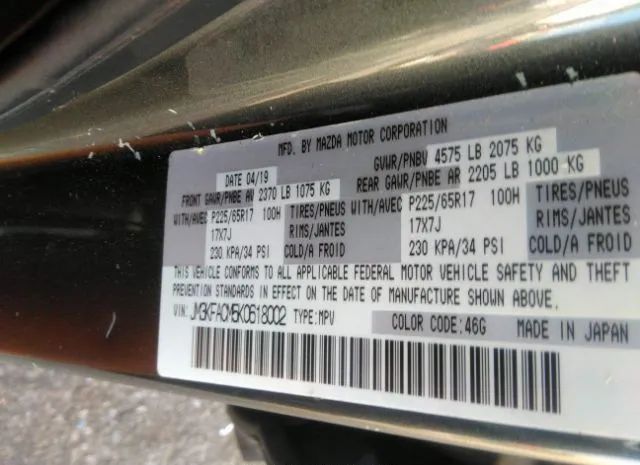 MFD. BY MAZDA MOTOR CORPORATION
DATE 04/19 GVWR/PNBV 4575 LB 2075 KG
FRONT GAWR/PNBE AV 2370 LB 1075 KG REAR GAWR/PNBE AR 2205 LB 1000 KG
WITH/AVEC P225/65R17 100H TIRES/PNEUS WITH/AVEC P225/65R17 100H TIRES/PNEUS
17X7J RIMS/JANTES 17X7J RIMS/JANTES
230 KPA/34 PSI COLD/A FROID 230 KPA/34 PSI COLD/A FROID
THIS VEHICLE CONFORMS TO ALL APPLICABLE FEDERAL MOTOR VEHICLE SAFETY AND THEFT
PREVENTION STANDARDS IN EFFECT ON THE DATE OF MANUFACTURE SHOWN ABOVE.
VIN: JM3KFACM5K0518002 TYPE:MPV COLOR CODE:46G MADE IN JAPAN